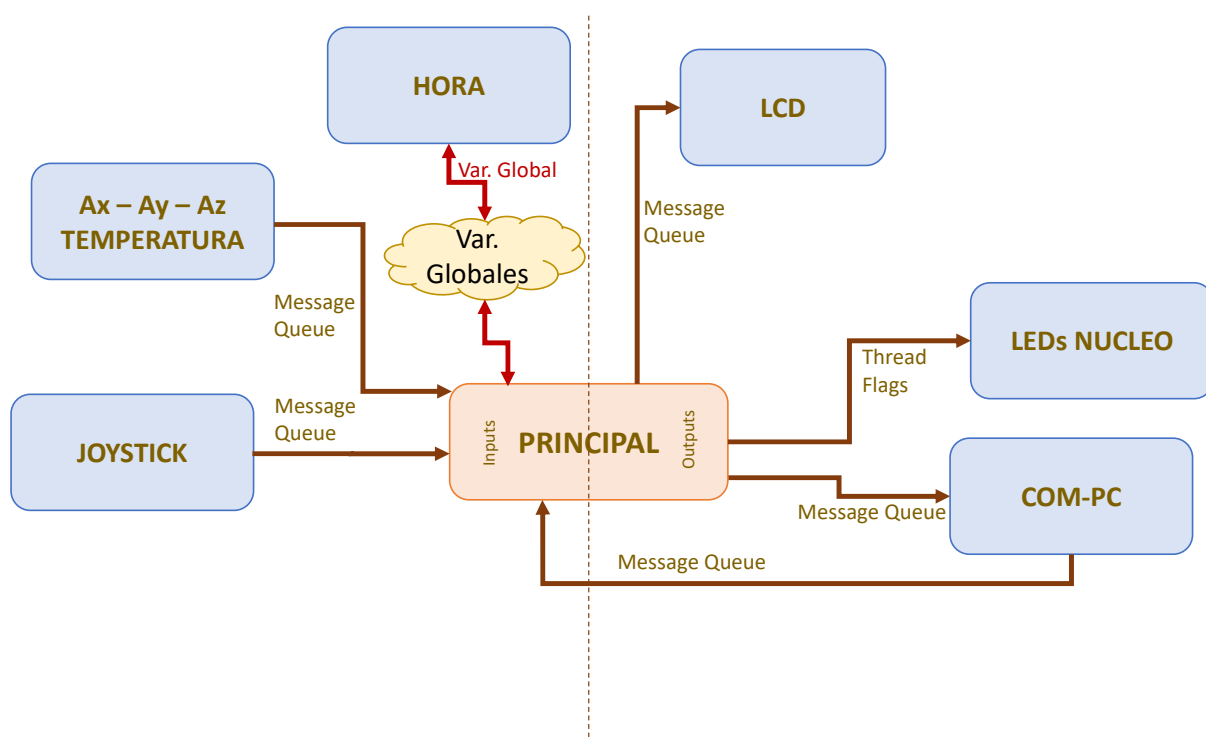 HORA
LCD
Var. Global
Ax – Ay – Az
TEMPERATURA
Message
Queue
Var.
Globales
Message
Queue
LEDs NUCLEO
Thread
Flags
Message
Queue
JOYSTICK
Inputs
PRINCIPAL
Outputs
COM-PC
Message Queue
Message Queue